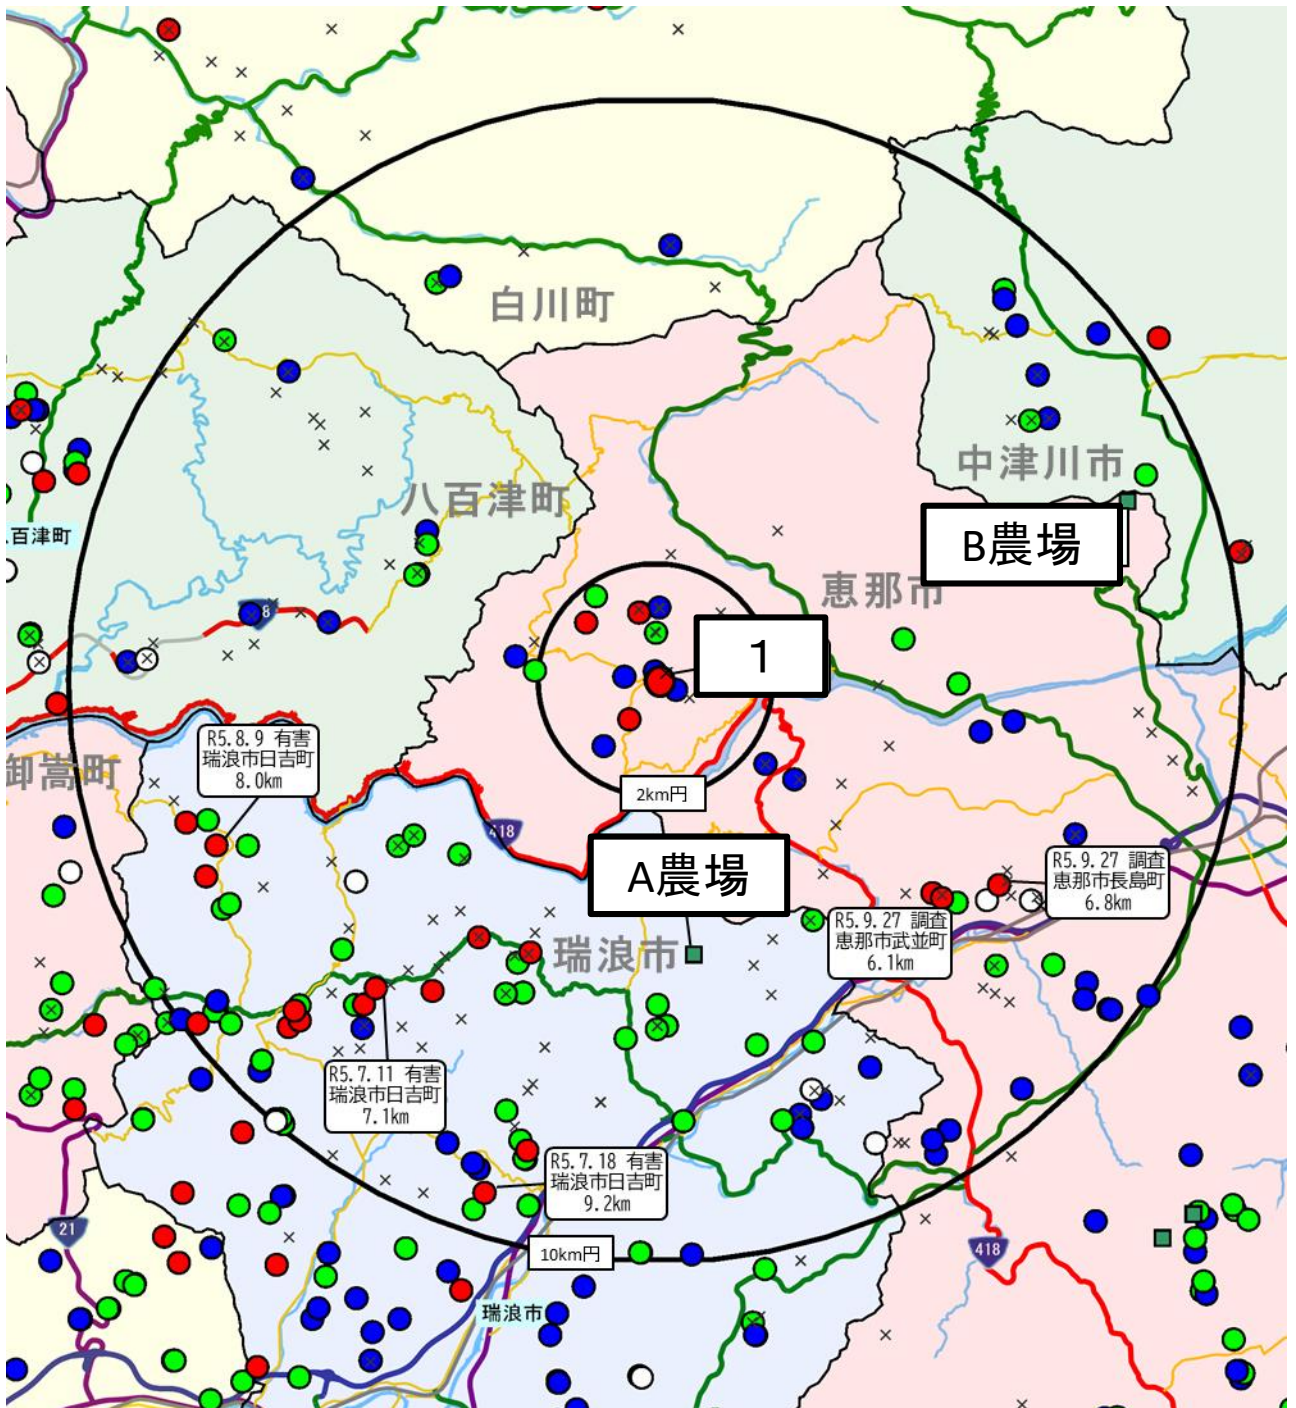 白川町
中津川市
八百津町
八百津町
B農場
恵那市
1
R5.8.9 有害
瑞浪市日吉町
8.0km
御嵩町
2km円
418
A農場
R5.9.27 調査
恵那市長島町
6.8km
R5.9.27 調査
恵那市武並町
6.1km
瑞浪市
R5.7.11 有害
瑞浪市日吉町
7.1km
R5.7.18 有害
瑞浪市日吉町
9.2km
21
10km円
418
瑞浪市